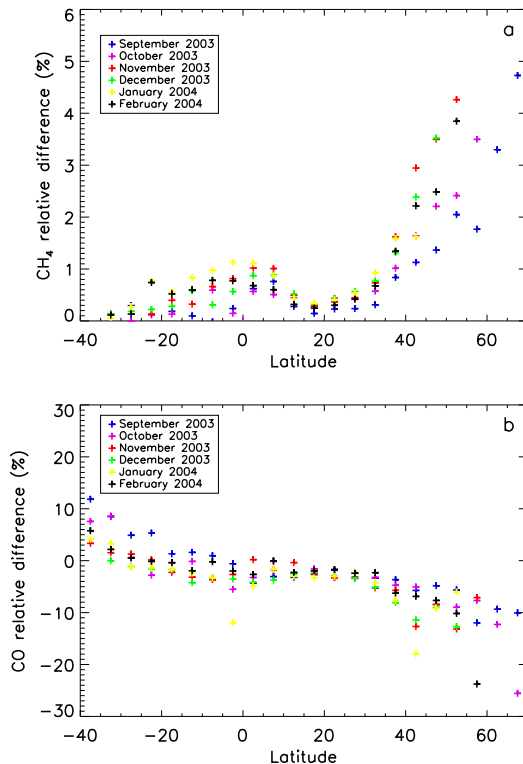 a
6
5
4
3
2
1
0
CH4 relative difference (%)
September 2003
October 2003
November 2003
December 2003
January 2004
February 2004
−40
−20
0
20
40
60
Latitude
b
30
20
10
0
−10
−20
−30
CO relative difference (%)
September 2003
October 2003
November 2003
December 2003
January 2004
February 2004
−40
−20
0
20
40
60
Latitude